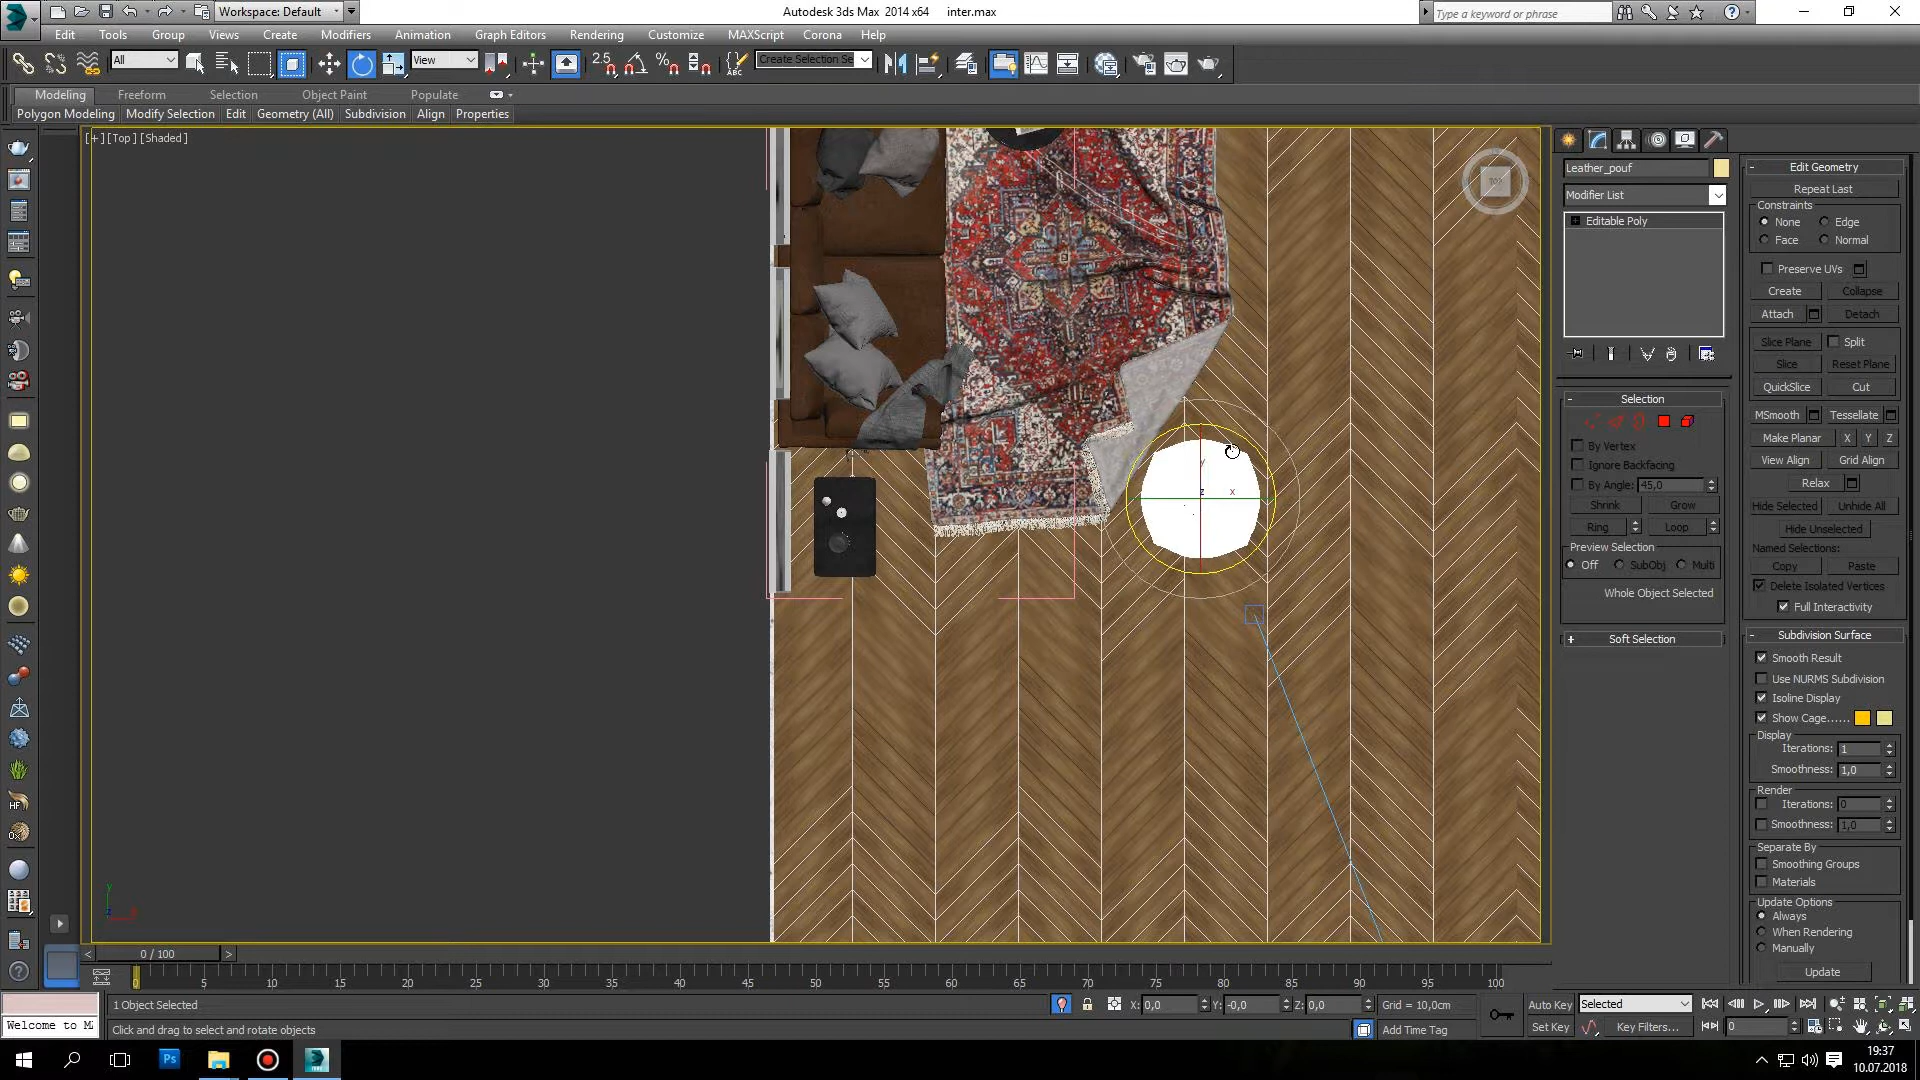 Workspace: Default
Autodesk 3ds Max 2014 x64 inter.max
Type a keyword or phrase
Edit Tools Group Views Create Modifiers Animation Graph Editors Rendering Customize MAXScript Corona Help
All
View
2.5
Create Selection Se
Modeling Freeform Selection Object Paint Populate
Polygon Modeling Modify Selection Edit Geometry (All) Subdivision Align Properties
[+] [Top] [Shaded]
TOP
Leather_pouf
Modifier List
Editable Poly
Selection
By Vertex
Ignore Backfacing
By Angle: 45,0
Shrink Grow
Ring Loop
Preview Selection
Off SubObj Multi
Whole Object Selected
Soft Selection
Edit Geometry
Repeat Last
Constraints
None Edge
Face Normal
Preserve UVs
Create Collapse
Attach Detach
Slice Plane Split
Slice Reset Plane
QuickSlice Cut
MSmooth Tessellate
Make Planar X Y Z
View Align Grid Align
Relax
Hide Selected Unhide All
Hide Unselected
Named Selections:
Copy Paste
Delete Isolated Vertices
Full Interactivity
Subdivision Surface
Smooth Result
Use NURMS Subdivision
Isoline Display
Show Cage......
Display
Iterations: 1
Smoothness: 1,0
Render
Iterations: 0
Smoothness: 1,0
Separate By
Smoothing Groups
Materials
Update Options
Always
When Rendering
Manually
Update
y
z x
y
z x
HF
< 0 / 100 >
0 5 10 15 20 25 30 35 40 45 50 55 60 65 70 75 80 85 90 95 100
1 Object Selected
X: 0,0 Y: -0,0 Z: 0,0 Grid = 10,0cm
Auto Key Selected
Welcome to M
Click and drag to select and rotate objects
Add Time Tag
Set Key Key Filters... 0
Ps
19:37
10.07.2018